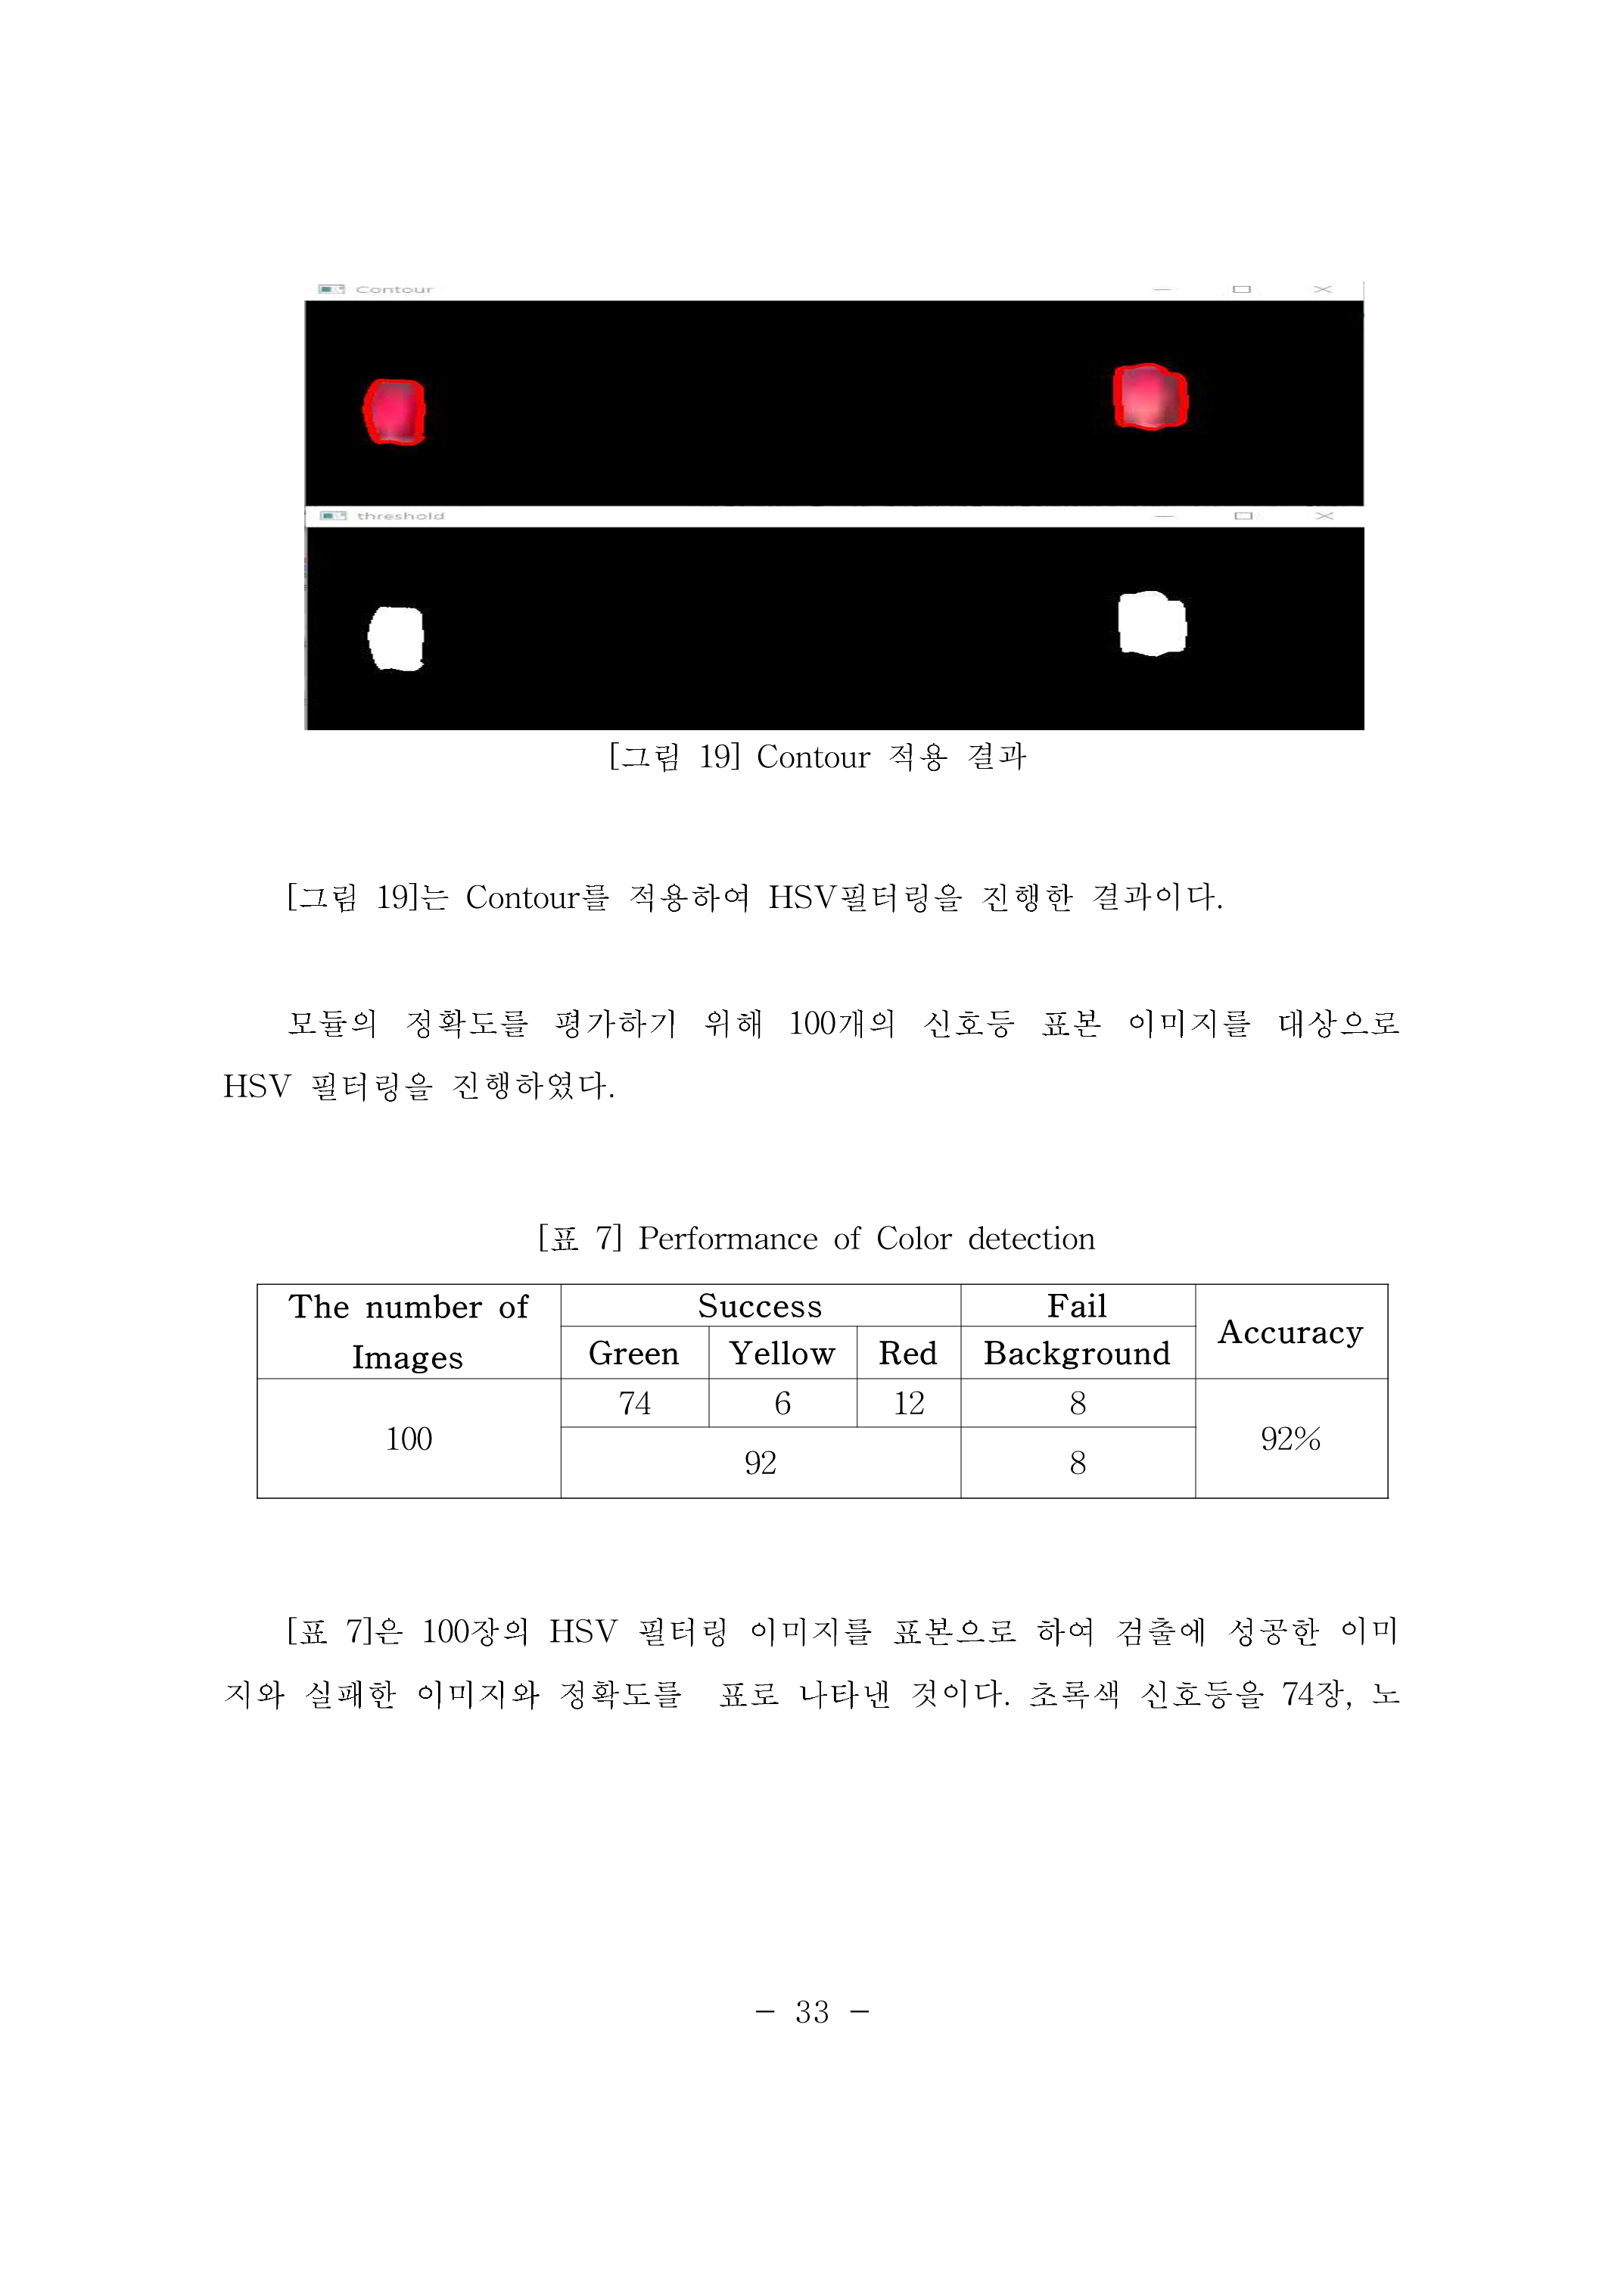 Contour
threshold
[그림 19] Contour 적용 결과
[그림 19]는 Contour를 적용하여 HSV필터링을 진행한 결과이다.
모듈의 정확도를 평가하기 위해 100개의 신호등 표본 이미지를 대상으로
HSV 필터링을 진행하였다.
[표 7] Performance of Color detection
The number of Images Success Fail Accuracy
Green Yellow Red Background
100 74 6 12 8 92%
92 8
[표 7]은 100장의 HSV 필터링 이미지를 표본으로 하여 검출에 성공한 이미
지와 실패한 이미지와 정확도를 표로 나타낸 것이다. 초록색 신호등을 74장, 노
- 33 -